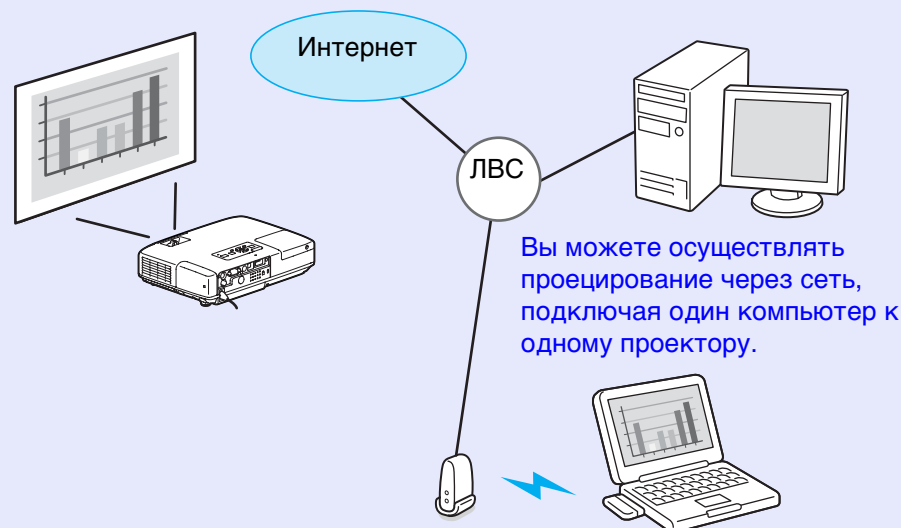 Интернет
ЛВС
Вы можете осуществлять
проецирование через сеть,
подключая один компьютер к
одному проектору.